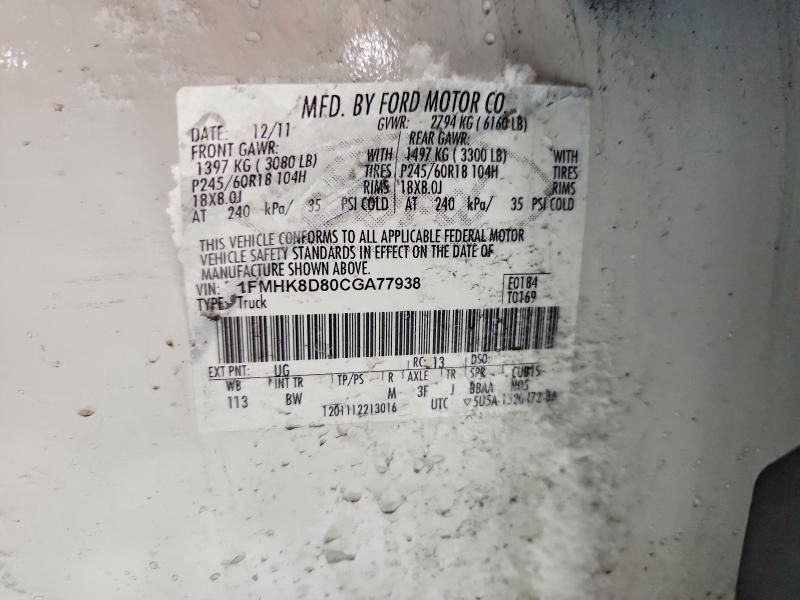 MFD. BY FORD MOTOR CO.
DATE: 12/11 GVWR: 2794 KG ( 6160 LB)
FRONT GAWR: REAR GAWR:
1397 KG ( 3080 LB) WITH 1497 KG ( 3300 LB) WITH
P245/60R18 104H TIRES P245/60R18 104H TIRES
18X8.0J RIMS 18X8.0J RIMS
AT 240 kPa/ 35 PSI COLD AT 240 kPa/ 35 PSI COLD
THIS VEHICLE CONFORMS TO ALL APPLICABLE FEDERAL MOTOR
VEHICLE SAFETY STANDARDS IN EFFECT ON THE DATE OF
MANUFACTURE SHOWN ABOVE.
VIN: 1FMHK8D80CGA77938 E0184
TYPE: Truck T0169
EXT PNT: UG RC: 13 DSO:
WB INT TR TP/PS R AXLE TR SPR
113 BW M 3F J BBAA
1201112213016 UTC